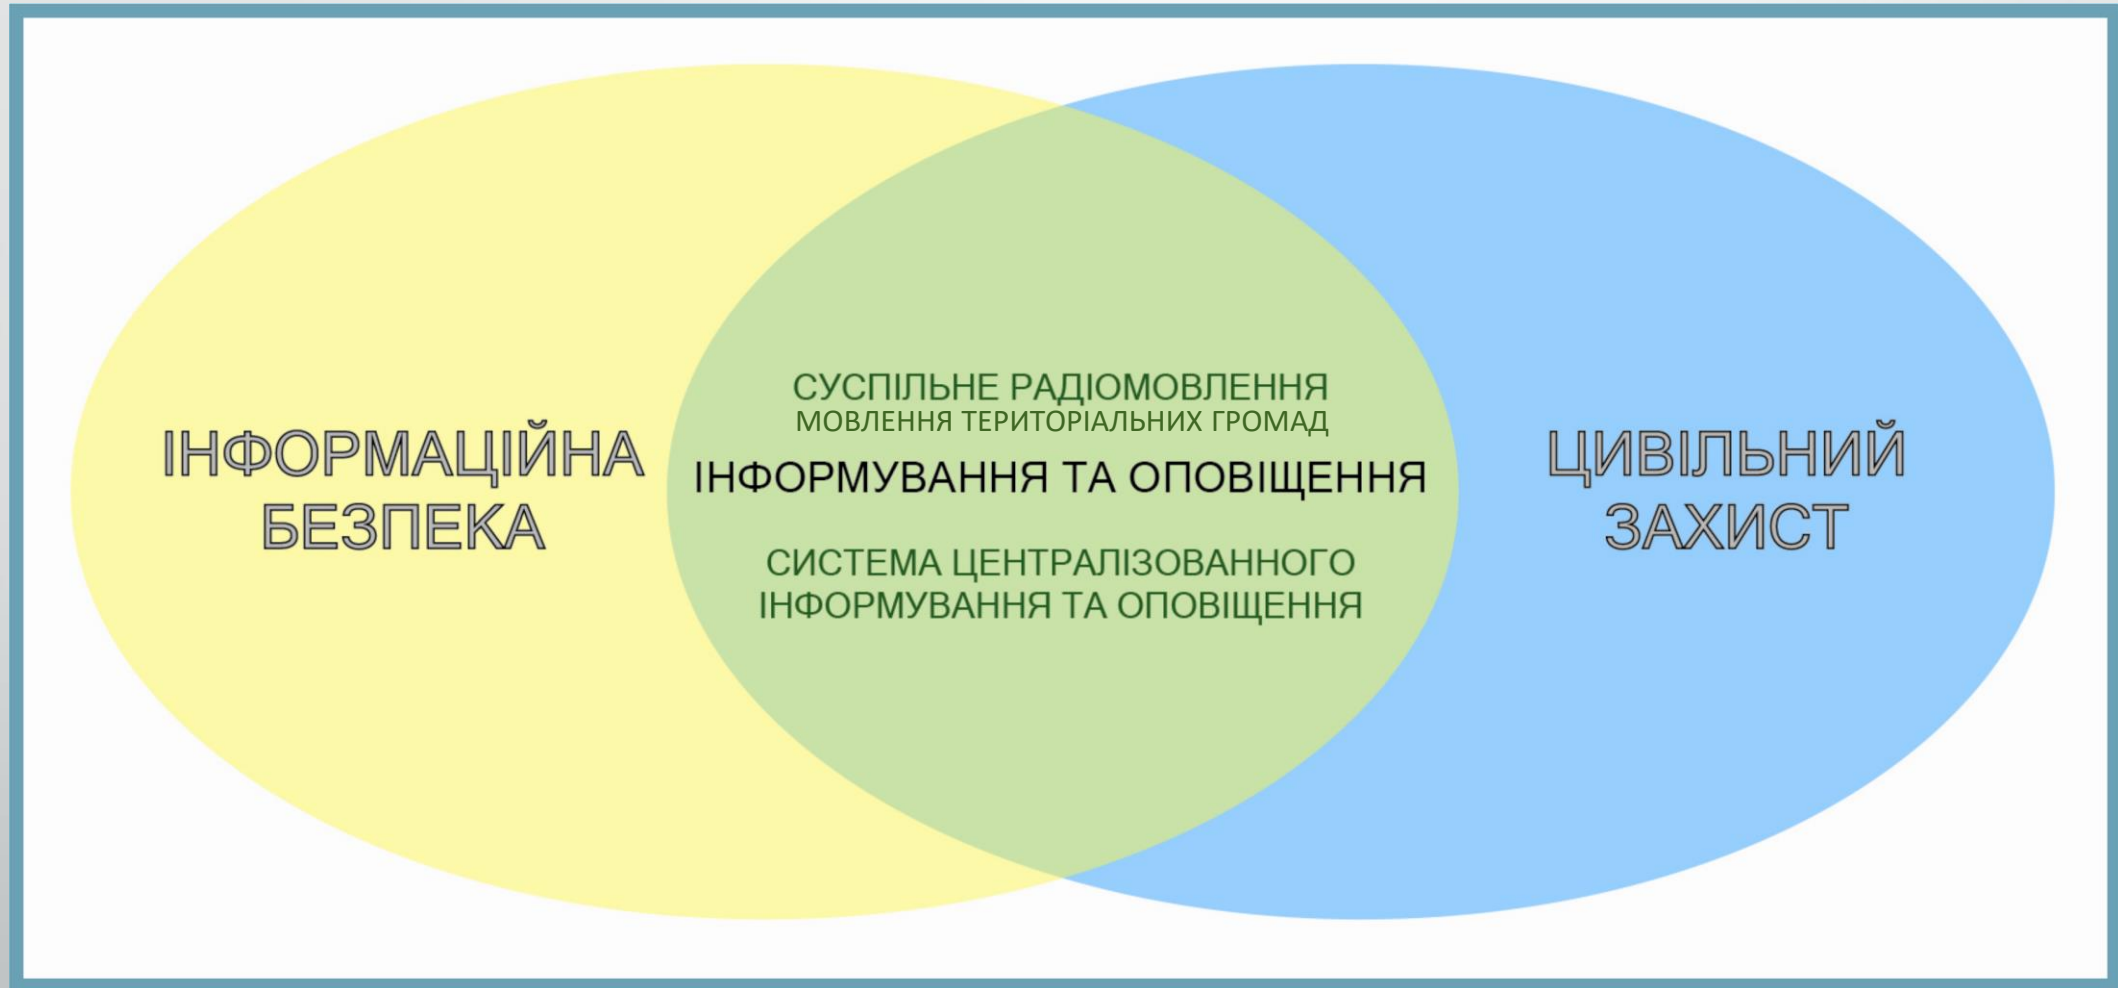 ІНФОРМАЦІЙНА
БЕЗПЕКА
СУСПІЛЬНЕ РАДІОМОВЛЕННЯ
МОВЛЕННЯ ТЕРИТОРІАЛЬНИХ ГРОМАД
ІНФОРМУВАННЯ ТА ОПОВІЩЕННЯ
СИСТЕМА ЦЕНТРАЛІЗОВАННОГО
ІНФОРМУВАННЯ ТА ОПОВІЩЕННЯ
ЦИВІЛЬНИЙ
ЗАХИСТ